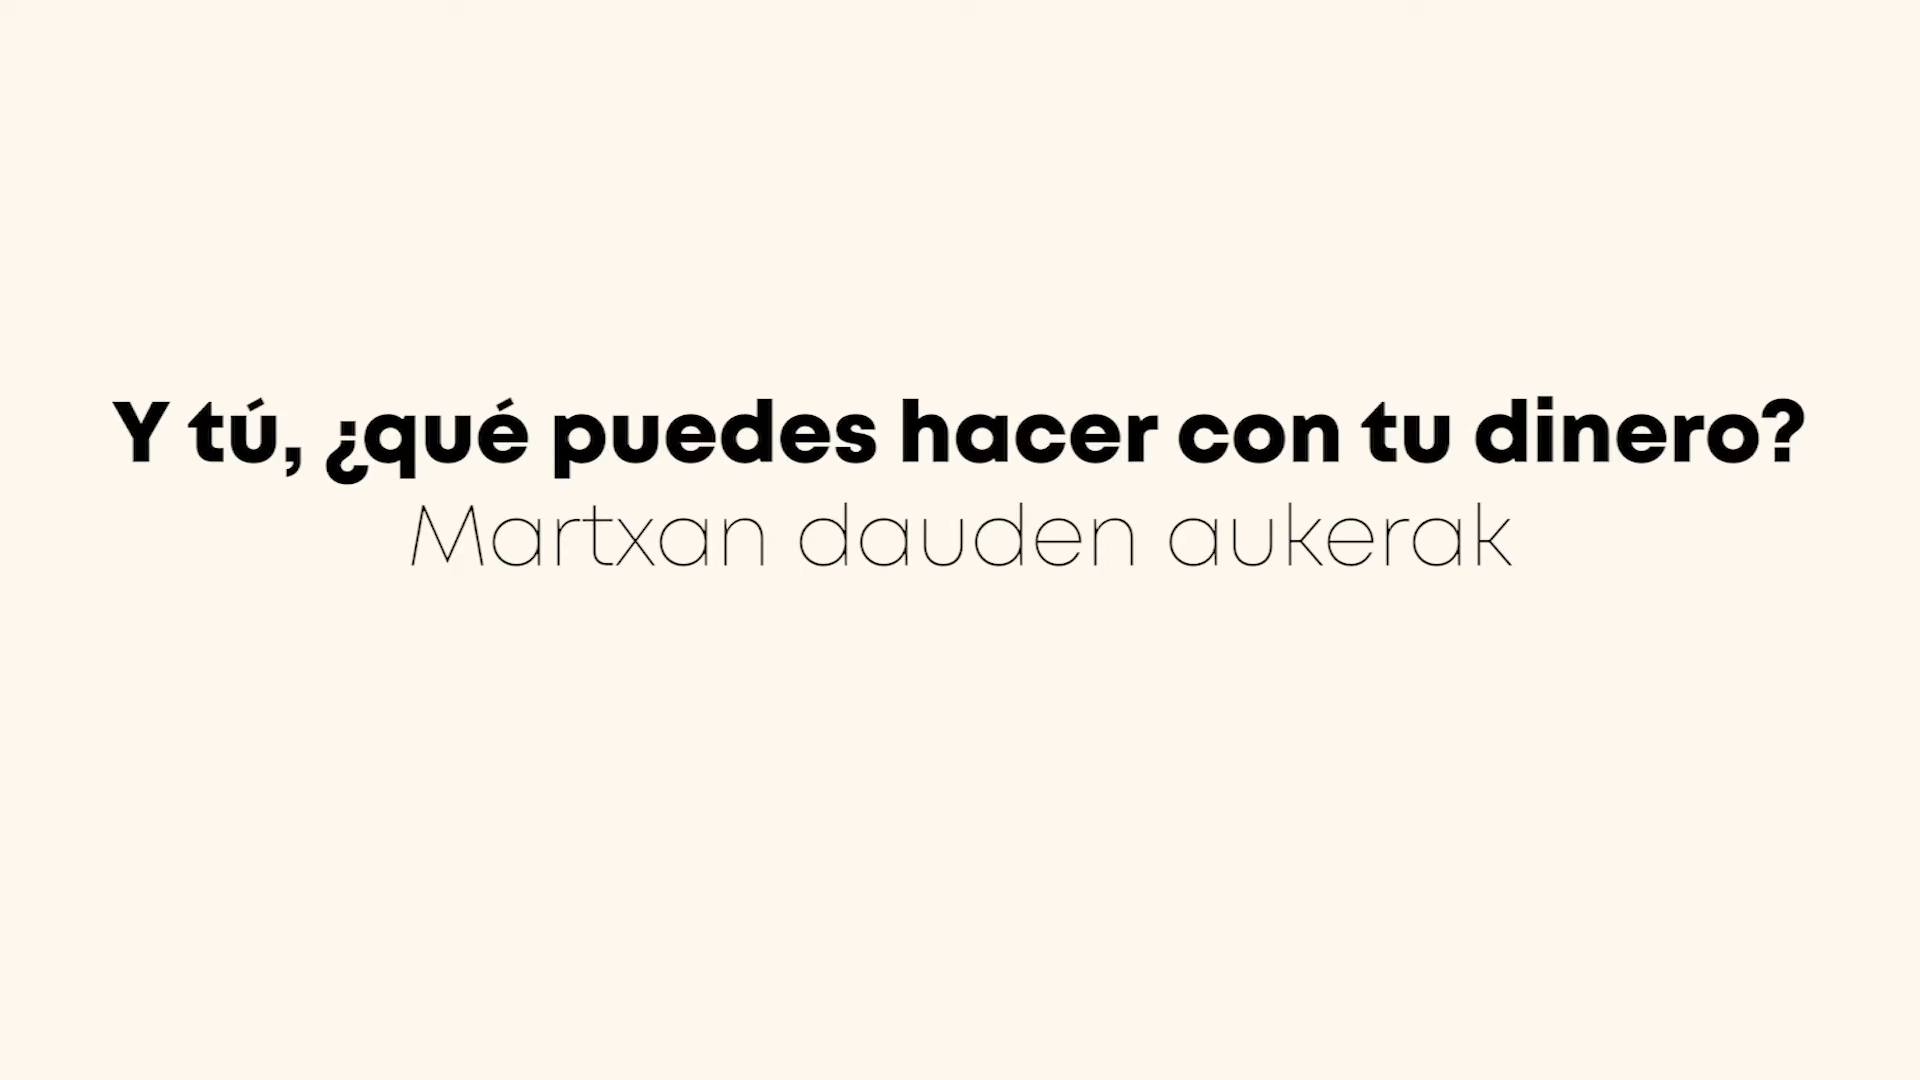 Y tú, ¿qué puedes hacer con tu dinero?
Martxan dauden aukerak